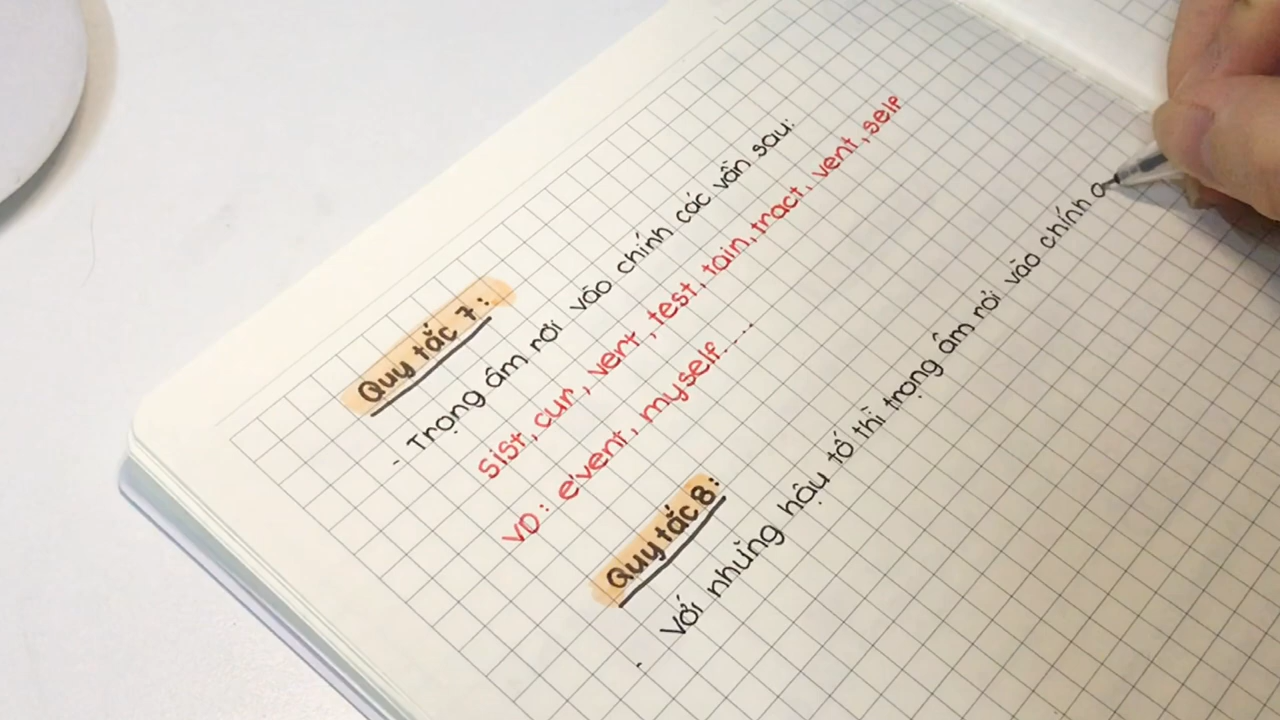 Quy tắc 7:
- Trọng âm rơi vào chính các vần sau:
sist, cur, vert, test, tain, tract, vent, self
VD: e'vent, myself....
Quy tắc 8:
- Với những hậu tố thì trọng âm rơi vào chính a